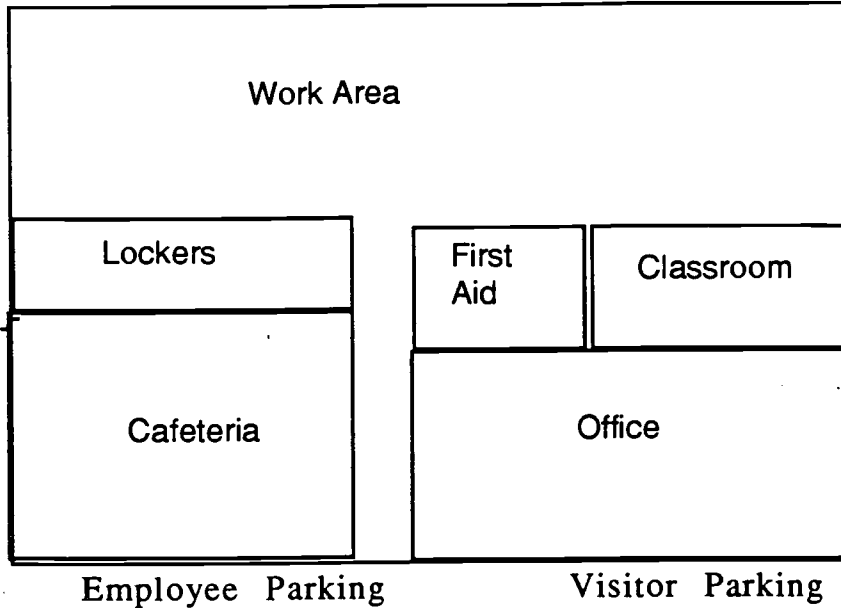 Work Area
Lockers
First
Aid
Classroom
Cafeteria
Office
Employee Parking
Visitor Parking